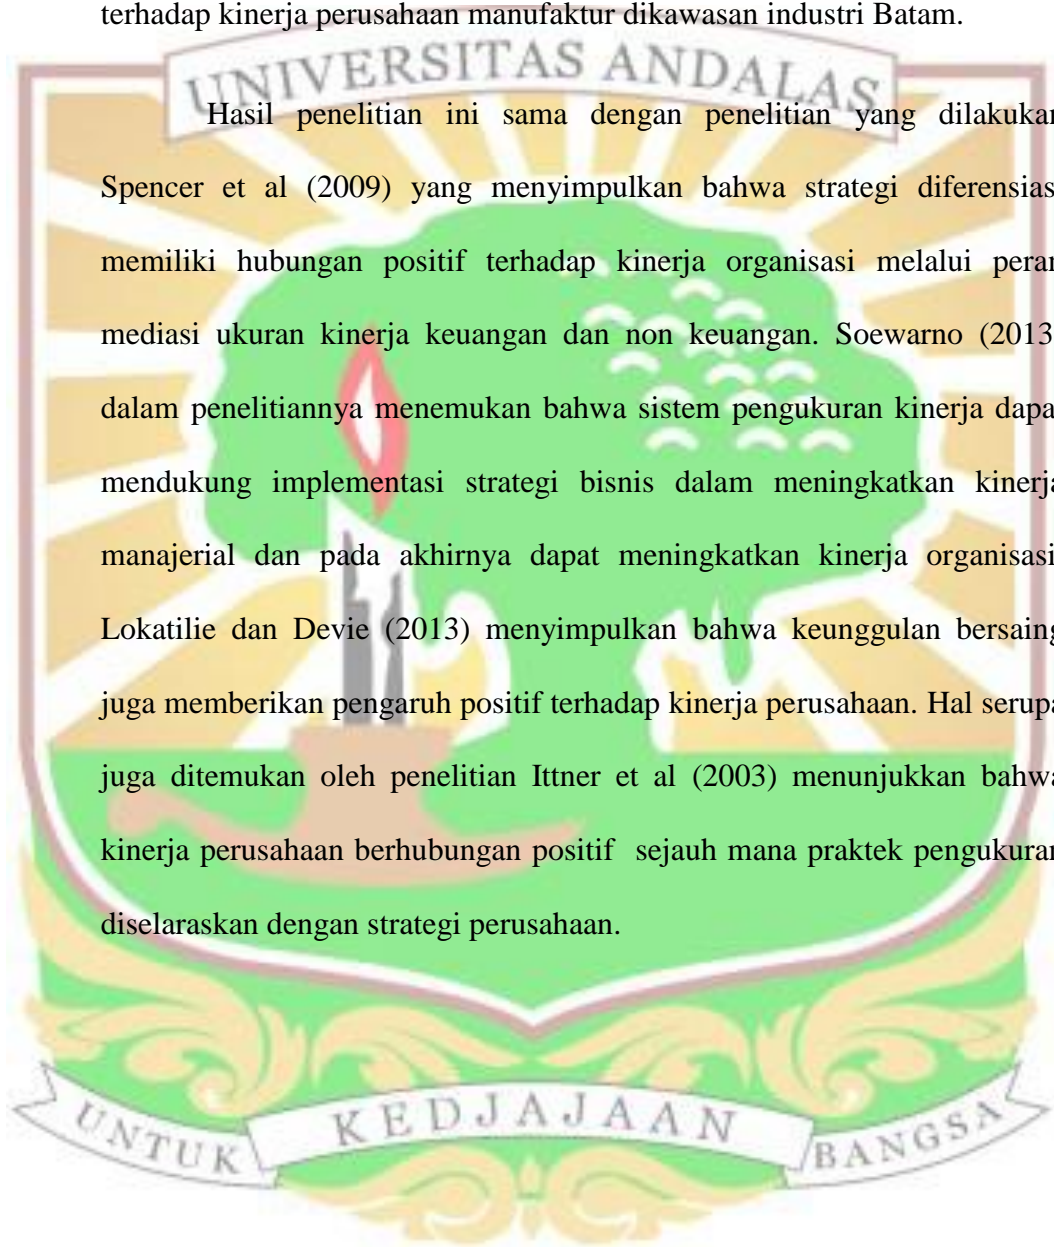 terhadap kinerja perusahaan manufaktur dikawasan industri Batam.
UNIVERSITAS ANDALAS
Hasil penelitian ini sama dengan penelitian yang dilakukan
Spencer et al (2009) yang menyimpulkan bahwa strategi diferensias
memiliki hubungan positif terhadap kinerja organisasi melalui peran
mediasi ukuran kinerja keuangan dan non keuangan. Soewarno (2013
dalam penelitiannya menemukan bahwa sistem pengukuran kinerja dapa
mendukung implementasi strategi bisnis dalam meningkatkan kinerja
manajerial dan pada akhirnya dapat meningkatkan kinerja organisasi
Lokatilie dan Devie (2013) menyimpulkan bahwa keunggulan bersaing
juga memberikan pengaruh positif terhadap kinerja perusahaan. Hal serupa
juga ditemukan oleh penelitian Ittner et al (2003) menunjukkan bahwa
kinerja perusahaan berhubungan positif sejauh mana praktek pengukuran
diselaraskan dengan strategi perusahaan.
UNTUK KEDJAJAAN BANGSA